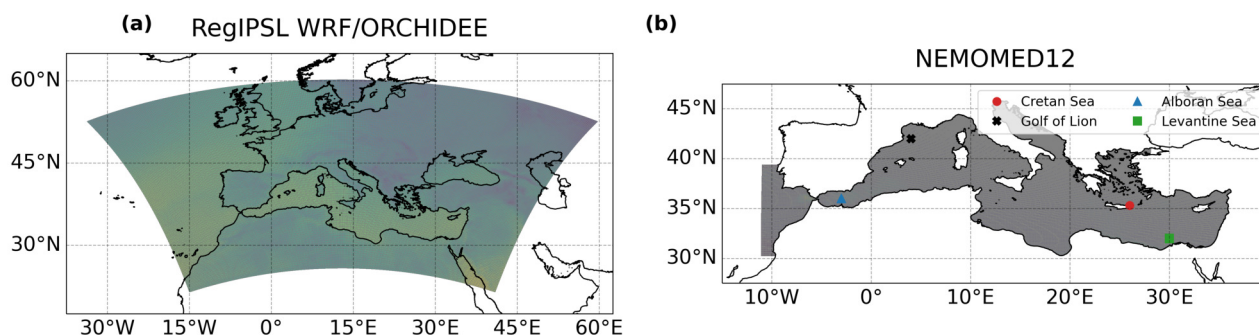 (a)
RegIPSL WRF/ORCHIDEE
60°N
45°N
30°N
30°W 15°W 0° 15°E 30°E 45°E 60°E
(b)
NEMOMED12
Cretan Sea Alboran Sea
Golf of Lion Levantine Sea
45°N
40°N
35°N
30°N
10°W 0° 10°E 20°E 30°E